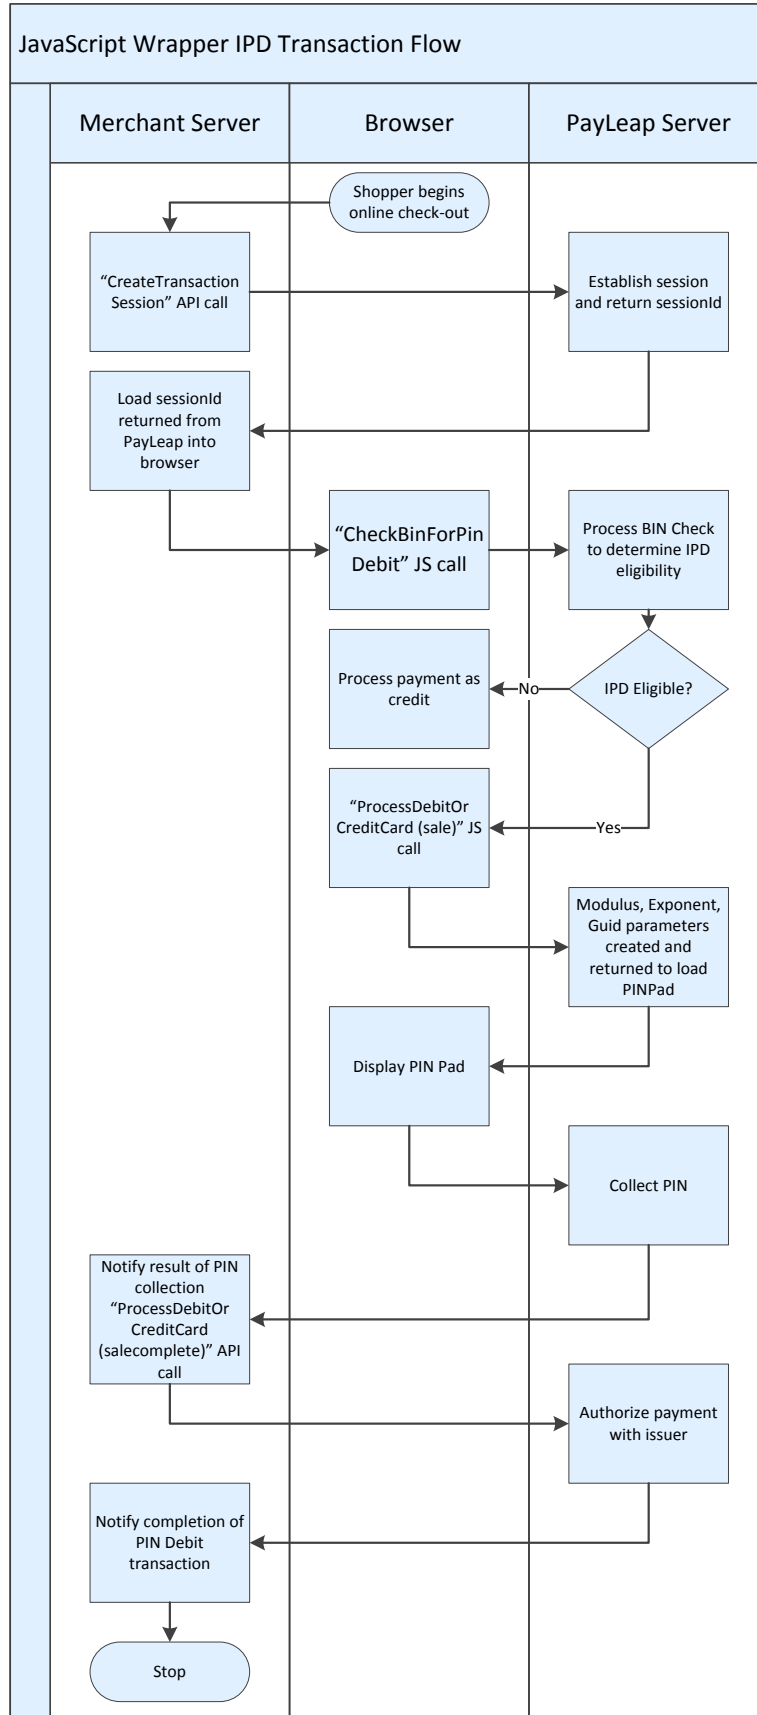 JavaScript Wrapper IPD Transaction Flow
Merchant Server
Browser
PayLeap Server
Shopper begins
online check-out
“CreateTransaction
Session” API call
Establish session
and return sessionId
Load sessionId
returned from
PayLeap into
browser
“CheckBinForPin
Debit” JS call
Process BIN Check
to determine IPD
eligibility
Process payment as
credit
No
IPD Eligible?
“ProcessDebitOr
CreditCard (sale)” JS
call
Yes
Modulus, Exponent,
Guid parameters
created and
returned to load
PINPad
Display PIN Pad
Collect PIN
Notify result of PIN
collection
“ProcessDebitOr
CreditCard
(salecomplete)” API
call
Authorize payment
with issuer
Notify completion of
PIN Debit
transaction
Stop